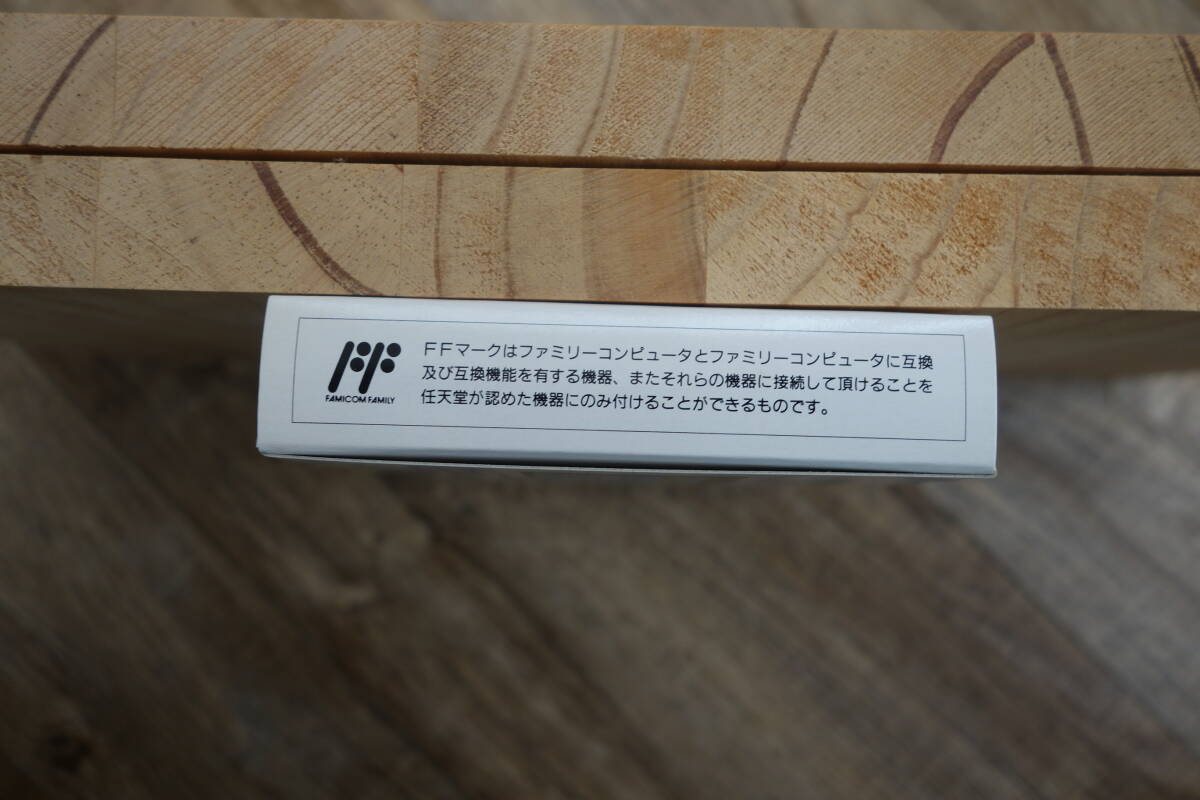 FFマークはファミリーコンピュータとファミリーコンピュータに互換
及び互換機能を有する機器、またそれらの機器に接続して頂けることを
任天堂が認めた機器にのみ付けることができるものです。
FF
FAMICOM FAMILY